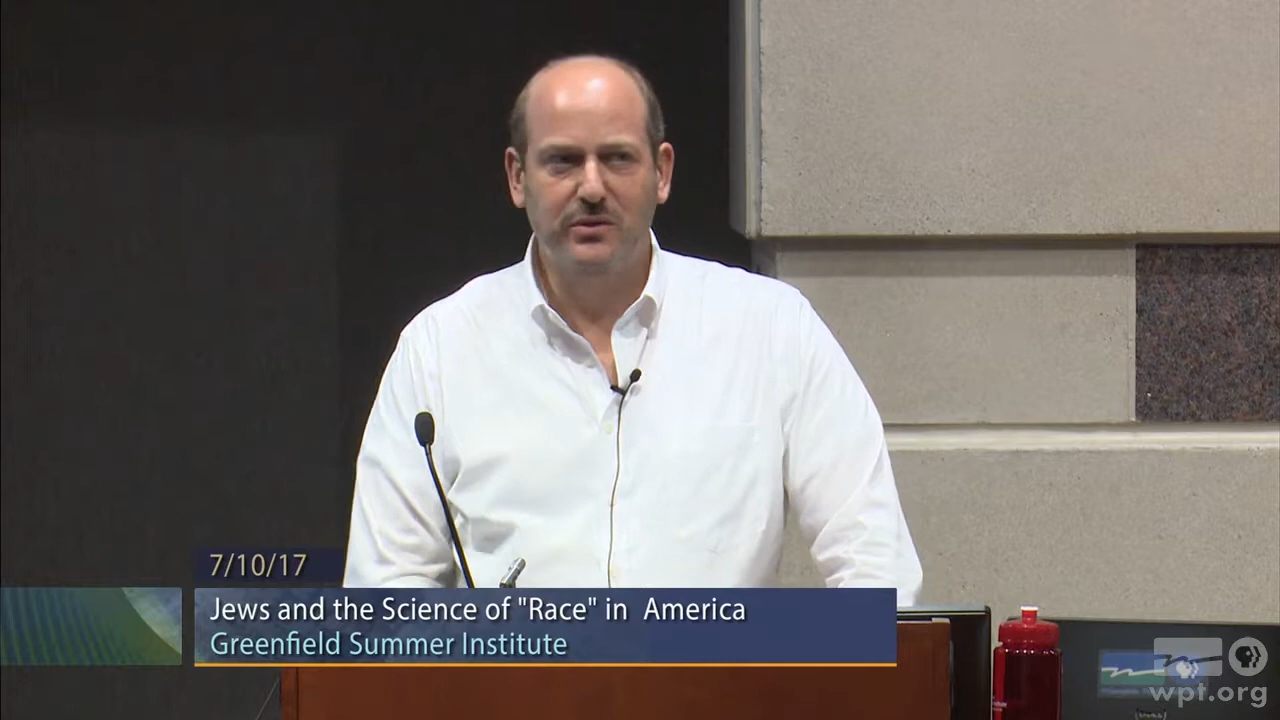 7/10/17
Jews and the Science of "Race" in America
Greenfield Summer Institute
wpt.org